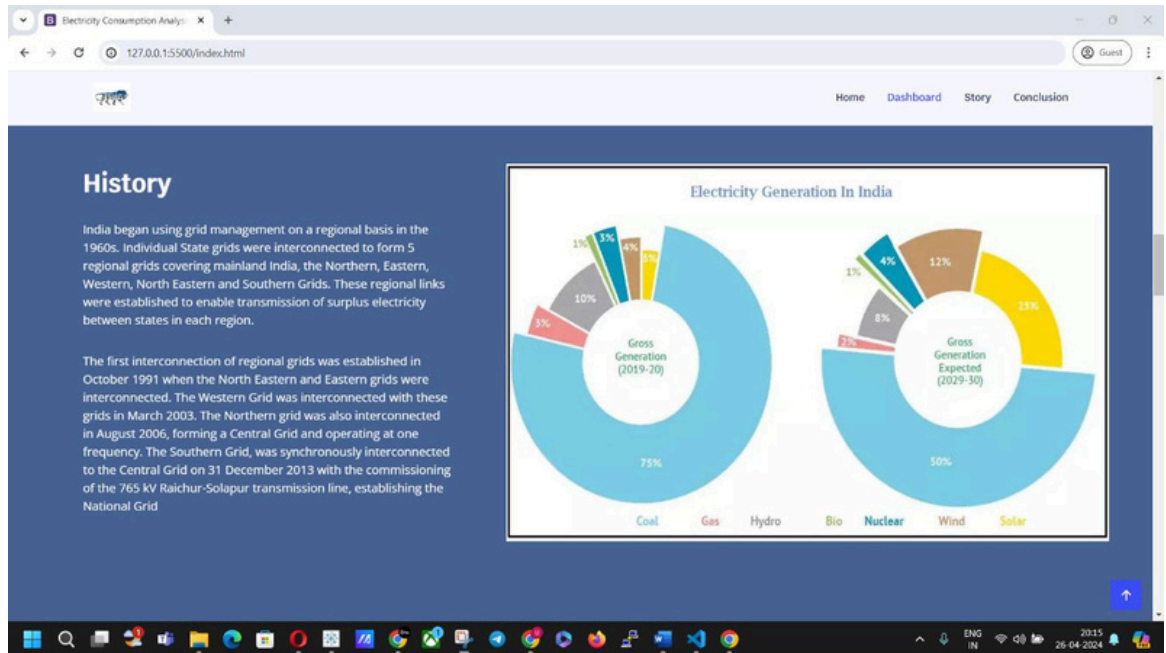 Electricity Consumption Analys
127.0.0.1:5500/index.html
Guest
Home Dashboard Story Conclusion
History
India began using grid management on a regional basis in the
1960s. Individual State grids were interconnected to form 5
regional grids covering mainland India, the Northern, Eastern,
Western, North Eastern and Southern Grids. These regional links
were established to enable transmission of surplus electricity
between states in each region.
The first interconnection of regional grids was established in
October 1991 when the North Eastern and Eastern grids were
interconnected. The Western Grid was interconnected with these
grids in March 2003. The Northern grid was also interconnected
in August 2006, forming a Central Grid and operating at one
frequency. The Southern Grid, was synchronously interconnected
to the Central Grid on 31 December 2013 with the commissioning
of the 765 kV Raichur-Solapur transmission line, establishing the
National Grid
Electricity Generation In India
1% 3% 4% 5%
10%
3%
Gross
Generation
(2019-20)
75%
1% 4% 12% 23%
8%
2%
Gross
Generation
Expected
(2029-30)
50%
Coal Gas Hydro Bio Nuclear Wind Solar
ENG
IN
20:15
26-04-2024